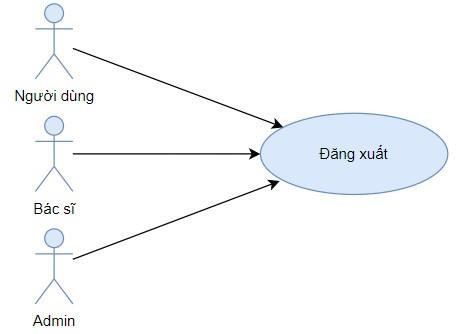 Người dùng
Đăng xuất
Bác sĩ
Admin